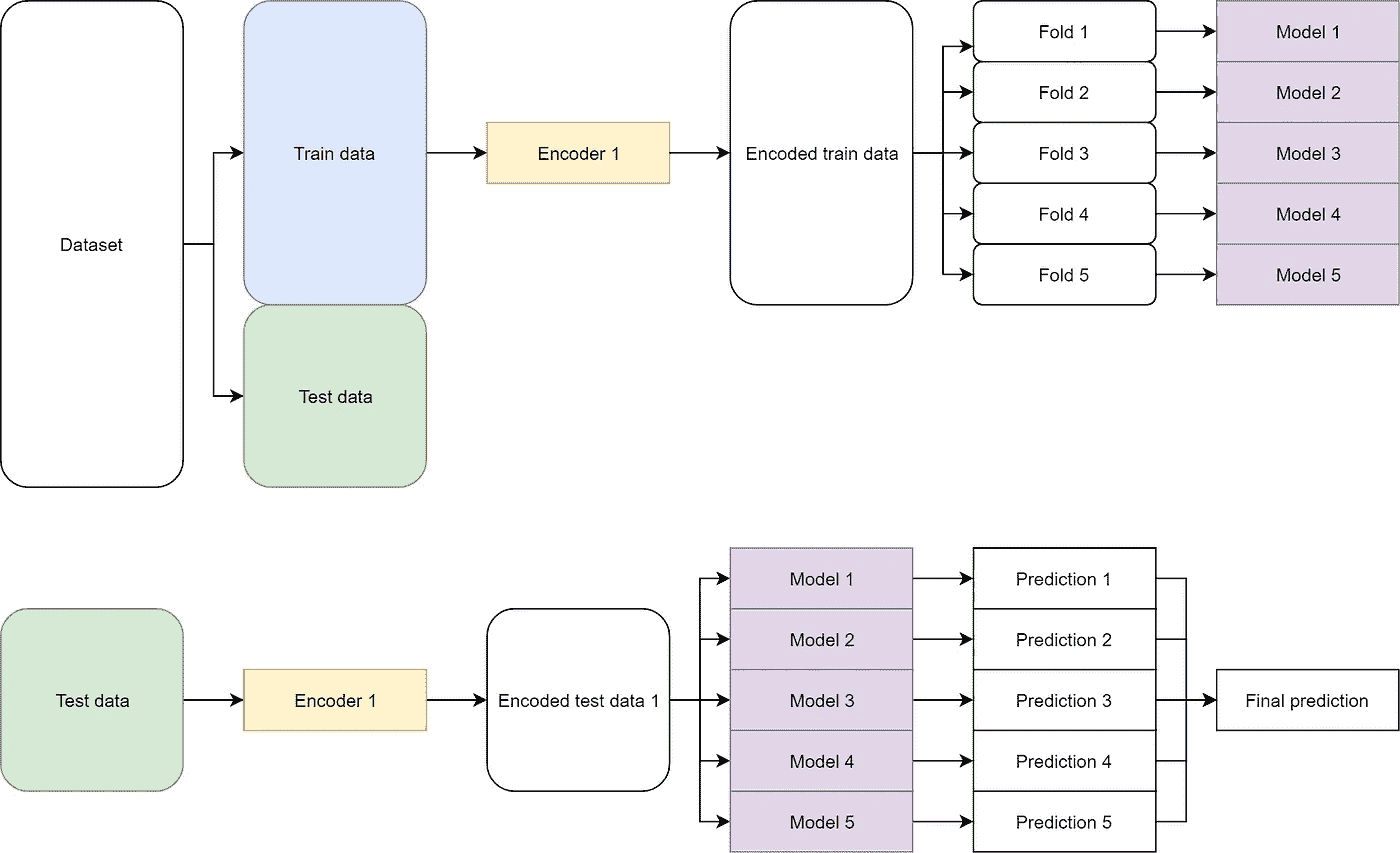 Dataset
Train data
Test data
Encoder 1
Encoded train data
Fold 1
Fold 2
Fold 3
Fold 4
Fold 5
Model 1
Model 2
Model 3
Model 4
Model 5
Test data
Encoder 1
Encoded test data 1
Model 1
Model 2
Model 3
Model 4
Model 5
Prediction 1
Prediction 2
Prediction 3
Prediction 4
Prediction 5
Final prediction